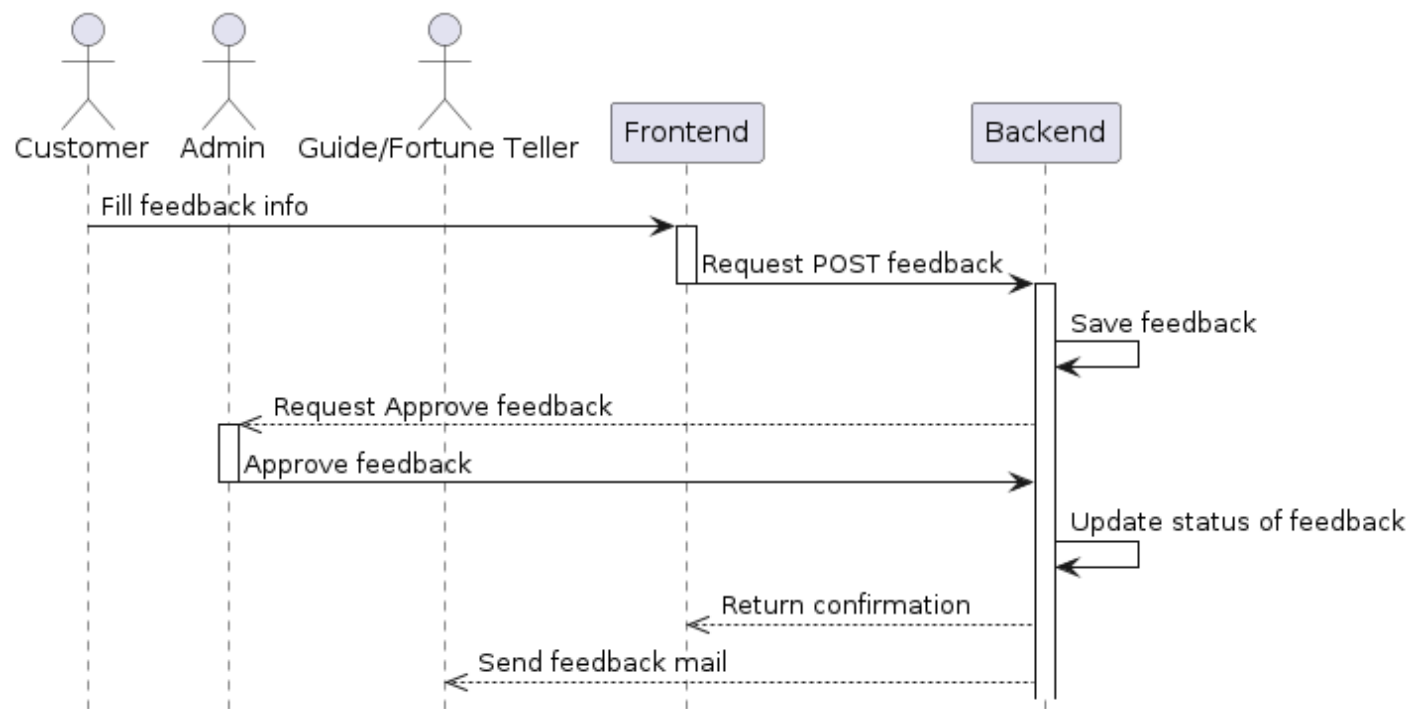 Customer
Admin
Guide/Fortune Teller
Frontend
Backend
Fill feedback info
Request POST feedback
Save feedback
Request Approve feedback
Approve feedback
Update status of feedback
Return confirmation
Send feedback mail